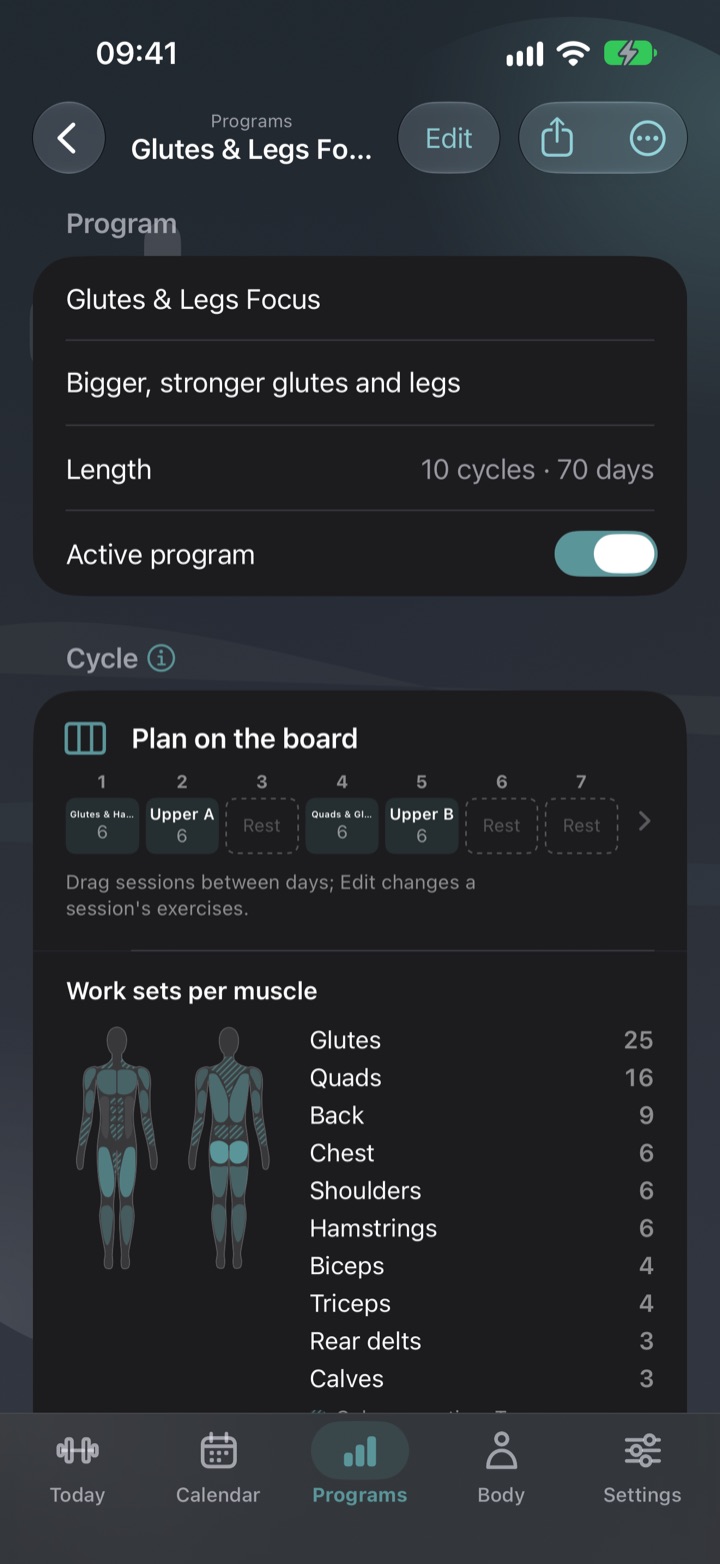 09:41
Programs
Glutes & Legs Fo...
Edit
Program
Glutes & Legs Focus
Bigger, stronger glutes and legs
Length 10 cycles · 70 days
Active program
Cycle
Plan on the board
1 2 3 4 5 6 7
Glutes & Ha... Upper A Rest Quads & Gl... Upper B Rest Rest
6 6 6 6
Drag sessions between days; Edit changes a
session's exercises.
Work sets per muscle
Glutes 25
Quads 16
Back 9
Chest 6
Shoulders 6
Hamstrings 6
Biceps 4
Triceps 4
Rear delts 3
Calves 3
Today Calendar Programs Body Settings